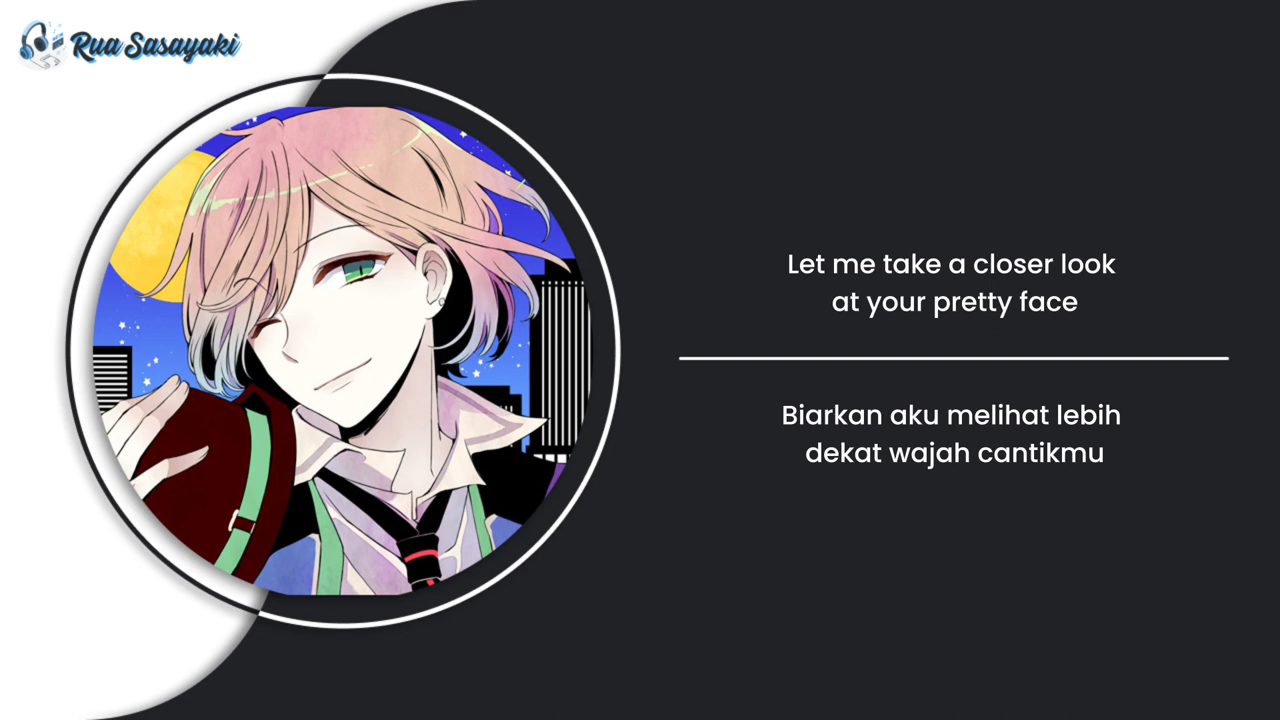 Rua Sasayaki
Let me take a closer look
at your pretty face
Biarkan aku melihat lebih
dekat wajah cantikmu